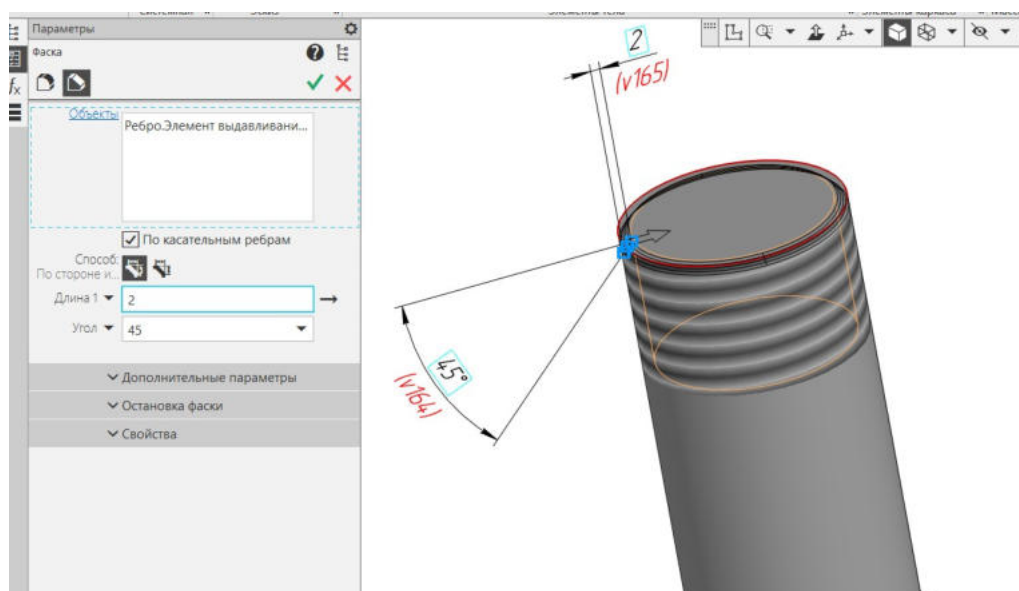 Параметры
Фаска
Объекты
Ребро.Элемент выдавливани...
По касательным ребрам
Способ:
По стороне и...
Длина 1
2
Угол
45
Дополнительные параметры
Остановка фаски
Свойства
2
(v165)
45°
(v164)